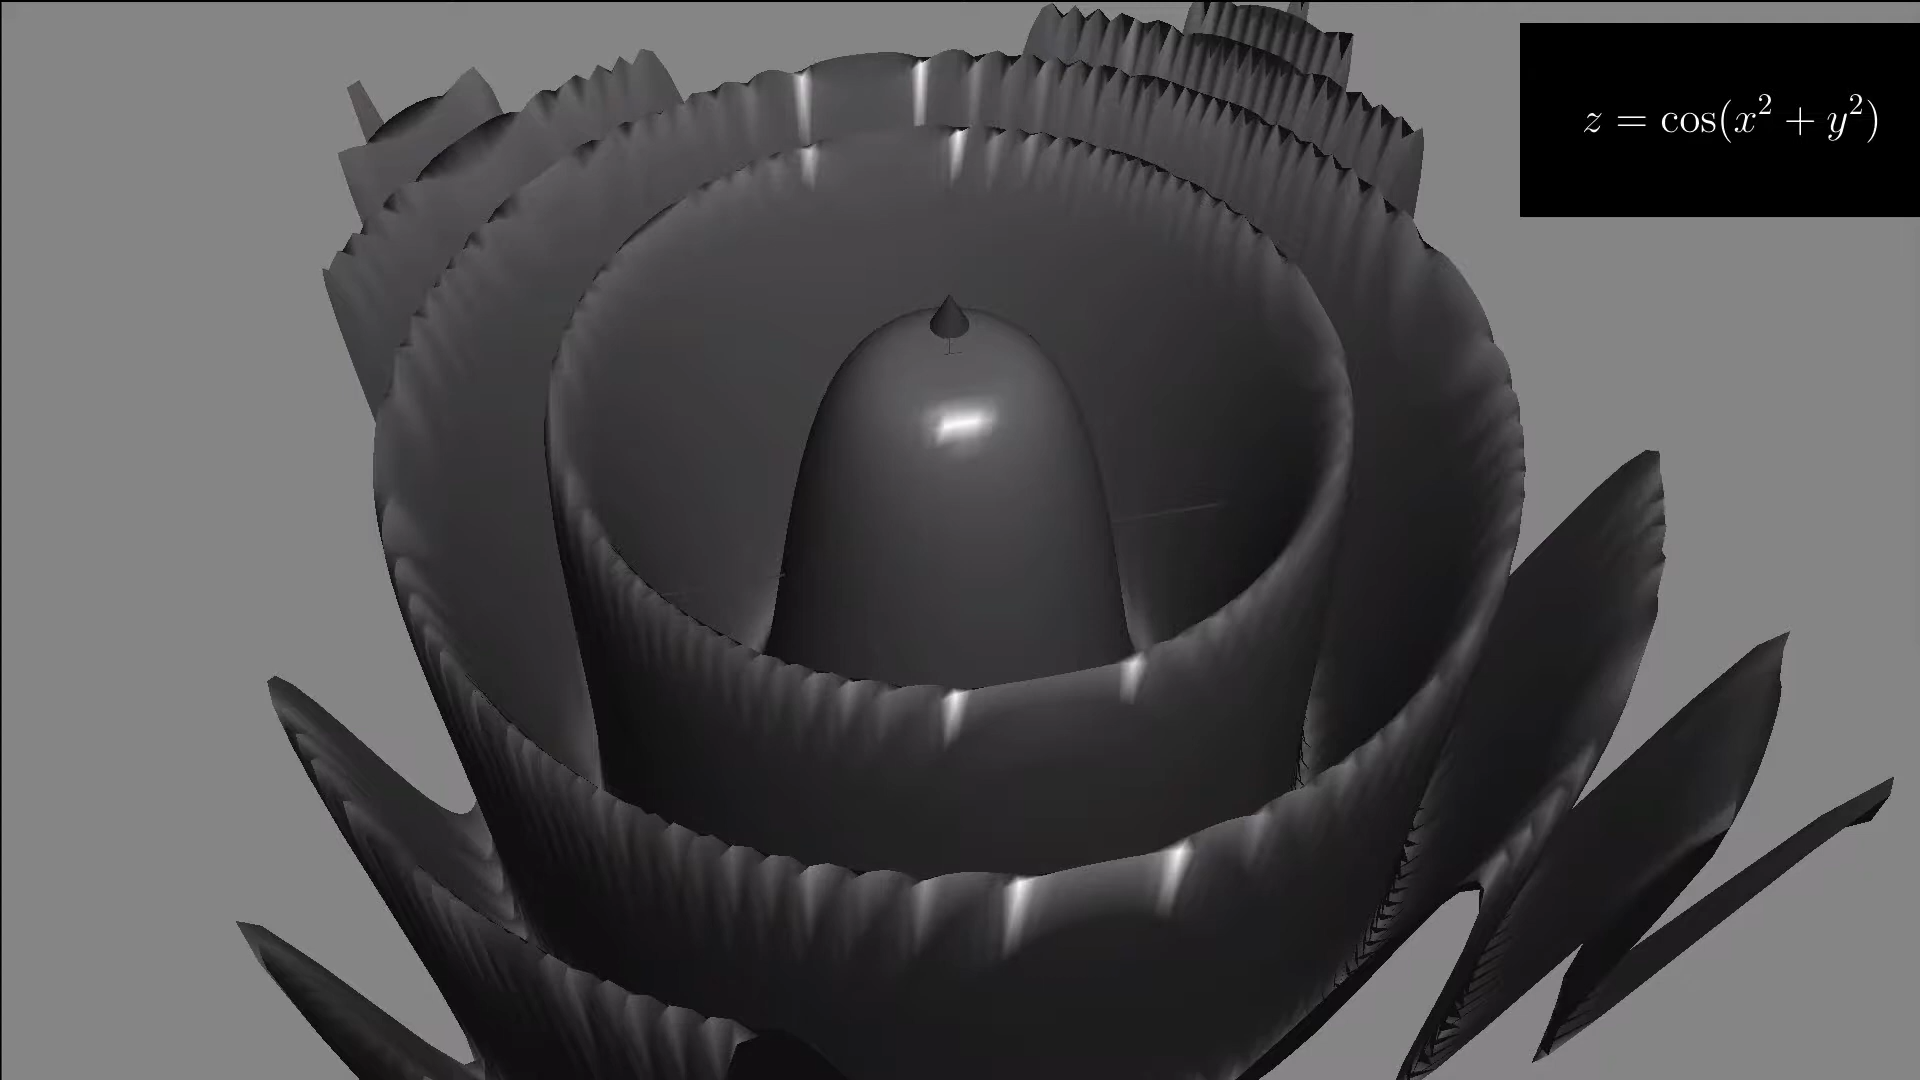 z = cos(x² + y²)